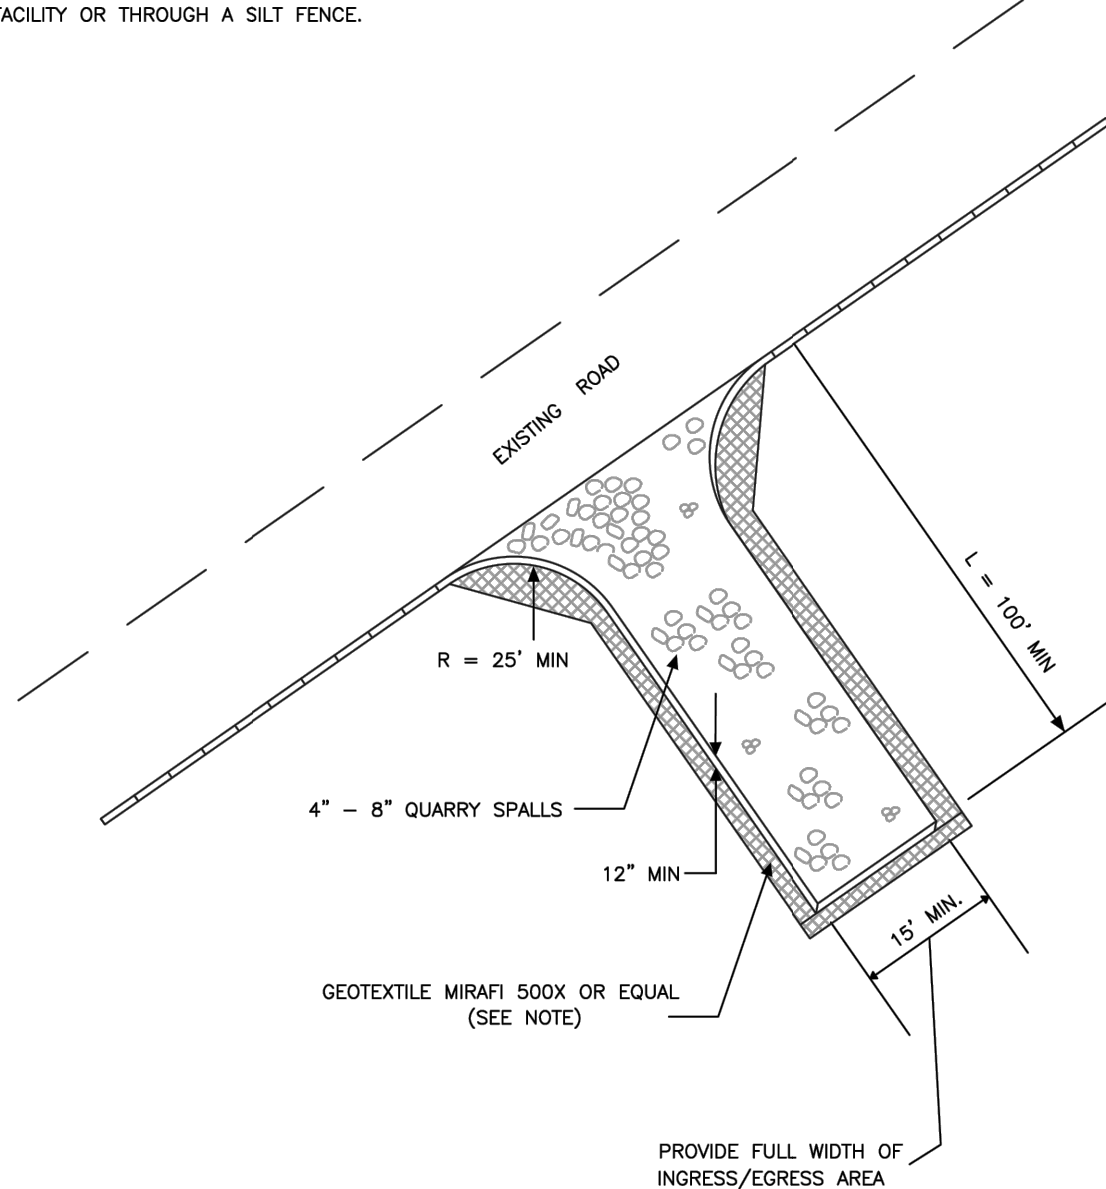 FACILITY OR THROUGH A SILT FENCE.
EXISTING ROAD
L = 100' MIN
R = 25' MIN
4" – 8" QUARRY SPALLS
12" MIN
15' MIN.
GEOTEXTILE MIRAFI 500X OR EQUAL
(SEE NOTE)
PROVIDE FULL WIDTH OF
INGRESS/EGRESS AREA